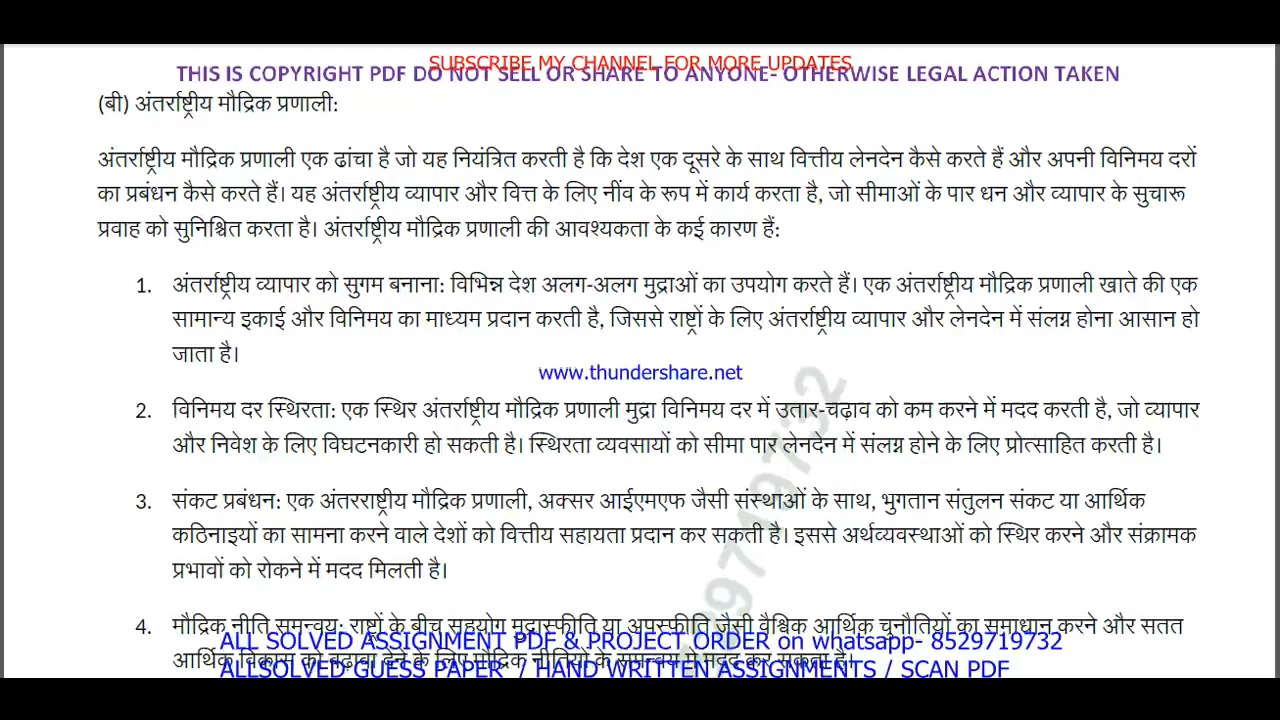 SUBSCRIBE MY CHANNEL FOR MORE UPDATES
THIS IS COPYRIGHT PDF DO NOT SELL OR SHARE TO ANYONE- OTHERWISE LEGAL ACTION TAKEN
(बी) अंतर्राष्ट्रीय मौद्रिक प्रणाली:
अंतर्राष्ट्रीय मौद्रिक प्रणाली एक ढांचा है जो यह नियंत्रित करती है कि देश एक दूसरे के साथ वित्तीय लेनदेन कैसे करते हैं और अपनी विनिमय दरों
का प्रबंधन कैसे करते हैं। यह अंतर्राष्ट्रीय व्यापार और वित्त के लिए नींव के रूप में कार्य करता है, जो सीमाओं के पार धन और व्यापार के सुचारू
प्रवाह को सुनिश्चित करता है। अंतर्राष्ट्रीय मौद्रिक प्रणाली की आवश्यकता के कई कारण हैं:
1. अंतर्राष्ट्रीय व्यापार को सुगम बनाना: विभिन्न देश अलग-अलग मुद्राओं का उपयोग करते हैं। एक अंतर्राष्ट्रीय मौद्रिक प्रणाली खाते की एक
सामान्य इकाई और विनिमय का माध्यम प्रदान करती है, जिससे राष्ट्रों के लिए अंतर्राष्ट्रीय व्यापार और लेनदेन में संलग्न होना आसान हो
जाता है।
www.thundershare.net
2. विनिमय दर स्थिरता: एक स्थिर अंतर्राष्ट्रीय मौद्रिक प्रणाली मुद्रा विनिमय दर में उतार-चढ़ाव को कम करने में मदद करती है, जो व्यापार
और निवेश के लिए विघटनकारी हो सकती है। स्थिरता व्यवसायों को सीमा पार लेनदेन में संलग्न होने के लिए प्रोत्साहित करती है।
3. संकट प्रबंधन: एक अंतरराष्ट्रीय मौद्रिक प्रणाली, अक्सर आईएमएफ जैसी संस्थाओं के साथ, भुगतान संतुलन संकट या आर्थिक
कठिनाइयों का सामना करने वाले देशों को वित्तीय सहायता प्रदान कर सकती है। इससे अर्थव्यवस्थाओं को स्थिर करने और संक्रामक
प्रभावों को रोकने में मदद मिलती है।
4. मौद्रिक नीति समन्वय: राष्ट्रों के बीच सहयोग मुद्रास्फीति या अपस्फीति जैसी वैश्विक आर्थिक चुनौतियों का समाधान करने और सतत
ALL SOLVED ASSIGNMENT PDF & PROJECT ORDER on whatsapp- 8529719732
आर्थिक विकास को बढ़ावा देने के लिए मौद्रिक नीतियों के समन्वय में मदद कर सकता है।
ALLSOLVED GUESS PAPER / HAND WRITTEN ASSIGNMENTS / SCAN PDF